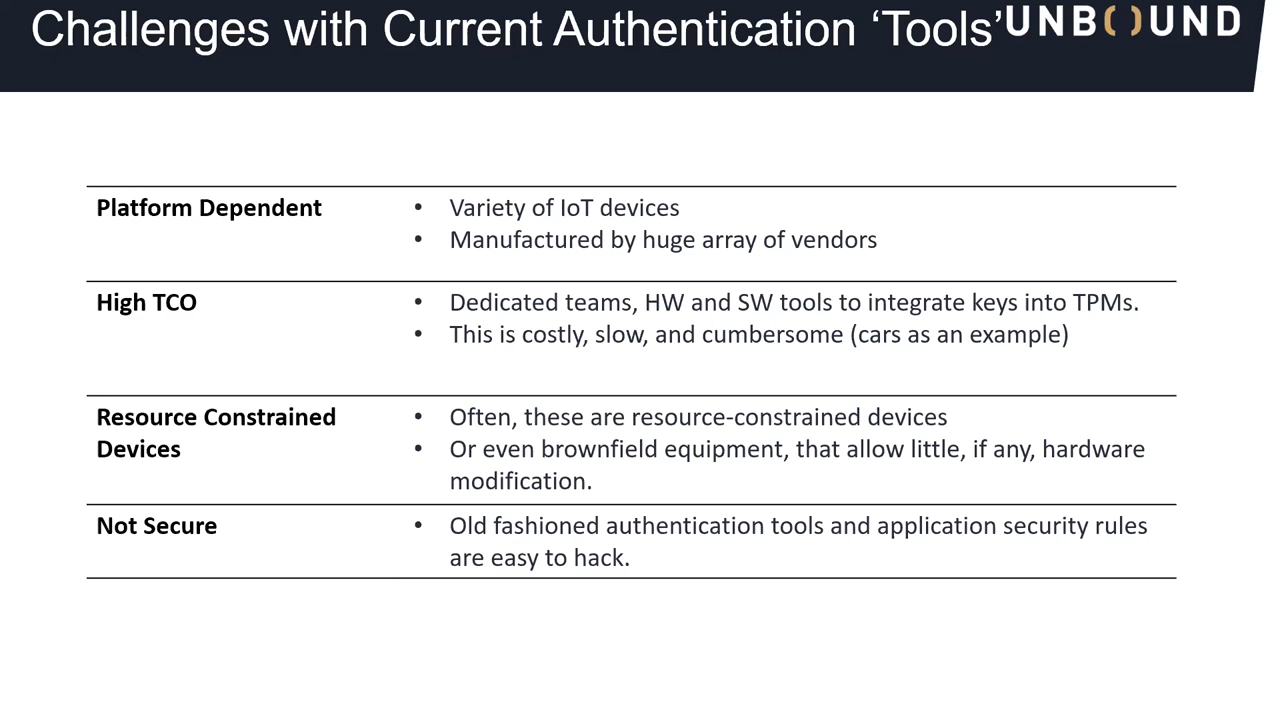 Challenges with Current Authentication ‘Tools’
UNB()UND
Platform Dependent
• Variety of IoT devices
• Manufactured by huge array of vendors
High TCO
• Dedicated teams, HW and SW tools to integrate keys into TPMs.
• This is costly, slow, and cumbersome (cars as an example)
Resource Constrained
Devices
• Often, these are resource-constrained devices
• Or even brownfield equipment, that allow little, if any, hardware
modification.
Not Secure
• Old fashioned authentication tools and application security rules
are easy to hack.